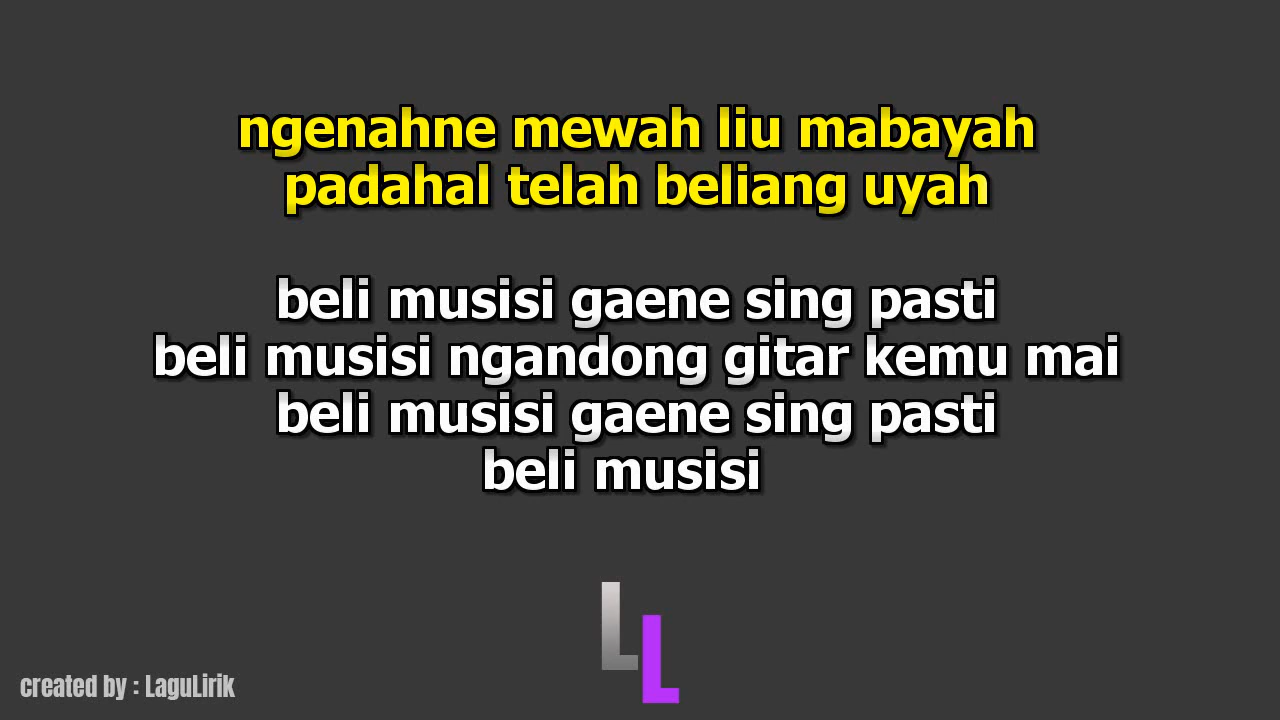 ngenahne mewah liu mabayah
padahal telah beliang uyah
beli musisi gaene sing pasti
beli musisi ngandong gitar kemu mai
beli musisi gaene sing pasti
beli musisi
LL
created by : LaguLirik